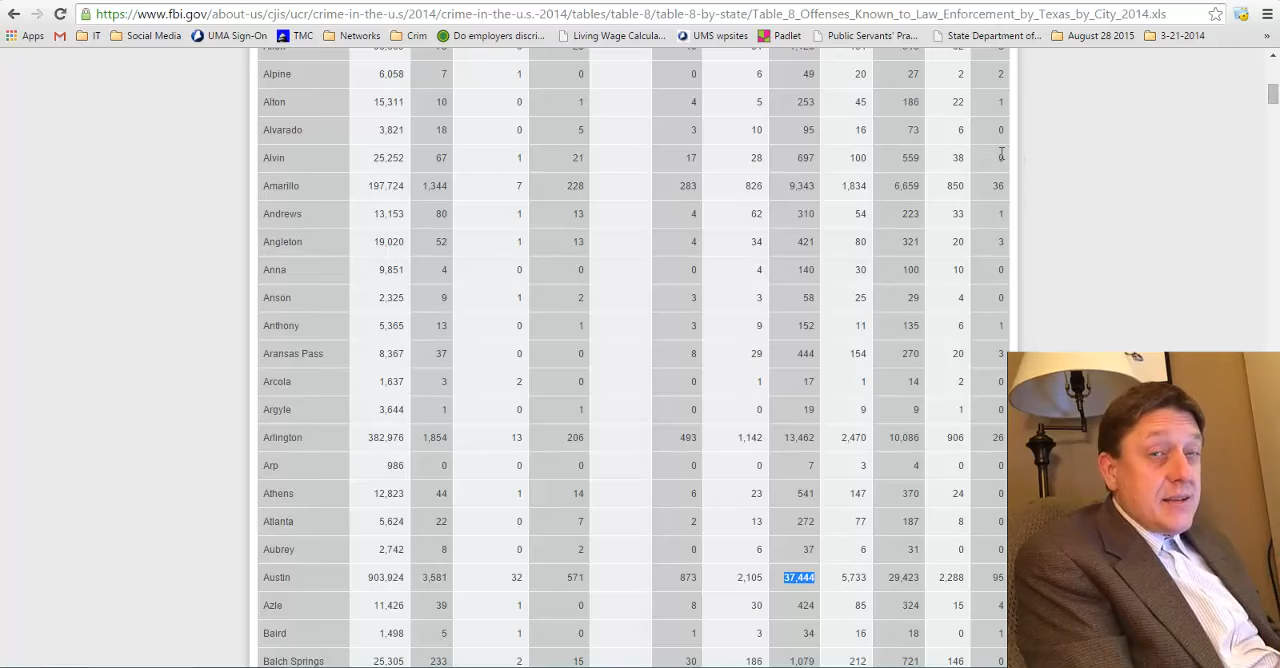 https://www.fbi.gov/about-us/cjis/ucr/crime-in-the-u.s/2014/crime-in-the-u.s.-2014/tables/table-8/table-8-by-state/Table_8_Offenses_Known_to_Law_Enforcement_by_Texas_by_City_2014.xls
Apps IT Social Media UMA Sign-On TMC Networks Crim Do employers discri... Living Wage Calcula... UMS wpsites Padlet Public Servants' Pra... State Department of... August 28 2015 3-21-2014 »
Alpine 6,058 7 1 0 0 6 49 20 27 2 2
Alton 15,311 10 0 1 4 5 253 45 186 22 1
Alvarado 3,821 18 0 5 3 10 95 16 73 6 0
Alvin 25,252 67 1 21 17 28 697 100 559 38 0
Amarillo 197,724 1,344 7 228 283 826 9,343 1,834 6,659 850 36
Andrews 13,153 80 1 13 4 62 310 54 223 33 1
Angleton 19,020 52 1 13 4 34 421 80 321 20 3
Anna 9,851 4 0 0 0 4 140 30 100 10 0
Anson 2,325 9 1 2 3 3 58 25 29 4 0
Anthony 5,365 13 0 1 3 9 152 11 135 6 1
Aransas Pass 8,367 37 0 0 8 29 444 154 270 20 3
Arcola 1,637 3 2 0 0 1 17 1 14 2 0
Argyle 3,644 1 0 1 0 0 19 9 9 1 0
Arlington 382,976 1,854 13 206 493 1,142 13,462 2,470 10,086 906 26
Arp 986 0 0 0 0 0 7 3 4 0 0
Athens 12,823 44 1 14 6 23 541 147 370 24 0
Atlanta 5,624 22 0 7 2 13 272 77 187 8 0
Aubrey 2,742 8 0 2 0 6 37 6 31 0 0
Austin 903,924 3,581 32 571 873 2,105 37,444 5,733 29,423 2,288 95
Azle 11,426 39 1 0 8 30 424 85 324 15 4
Baird 1,498 5 1 0 1 3 34 16 18 0 1
Balch Springs 25,305 233 2 15 30 186 1,079 212 721 146 0